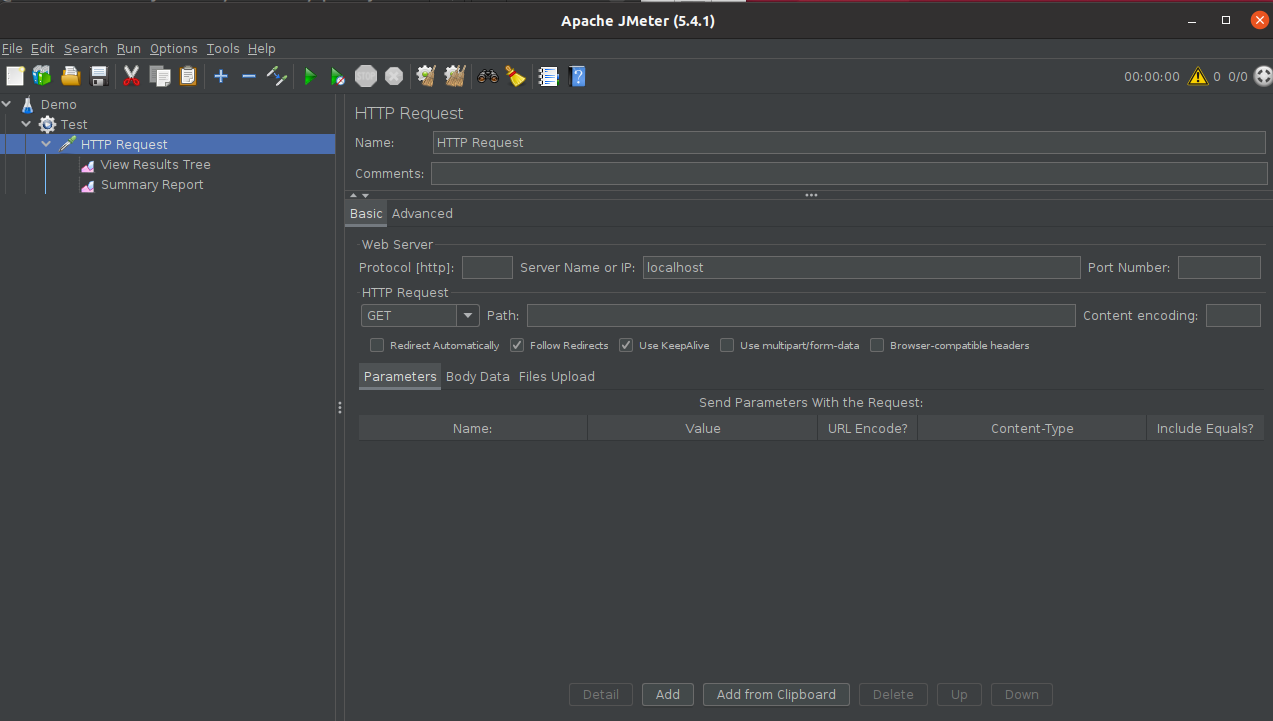 Apache JMeter (5.4.1)
File Edit Search Run Options Tools Help
STOP 00:00:00 0 0/0
Demo
Test
HTTP Request
View Results Tree
Summary Report
HTTP Request
Name: HTTP Request
Comments:
Basic Advanced
Web Server
Protocol [http]: Server Name or IP: localhost Port Number:
HTTP Request
GET Path: Content encoding:
Redirect Automatically Follow Redirects Use KeepAlive Use multipart/form-data Browser-compatible headers
Parameters Body Data Files Upload
Send Parameters With the Request:
Name: Value URL Encode? Content-Type Include Equals?
Detail Add Add from Clipboard Delete Up Down